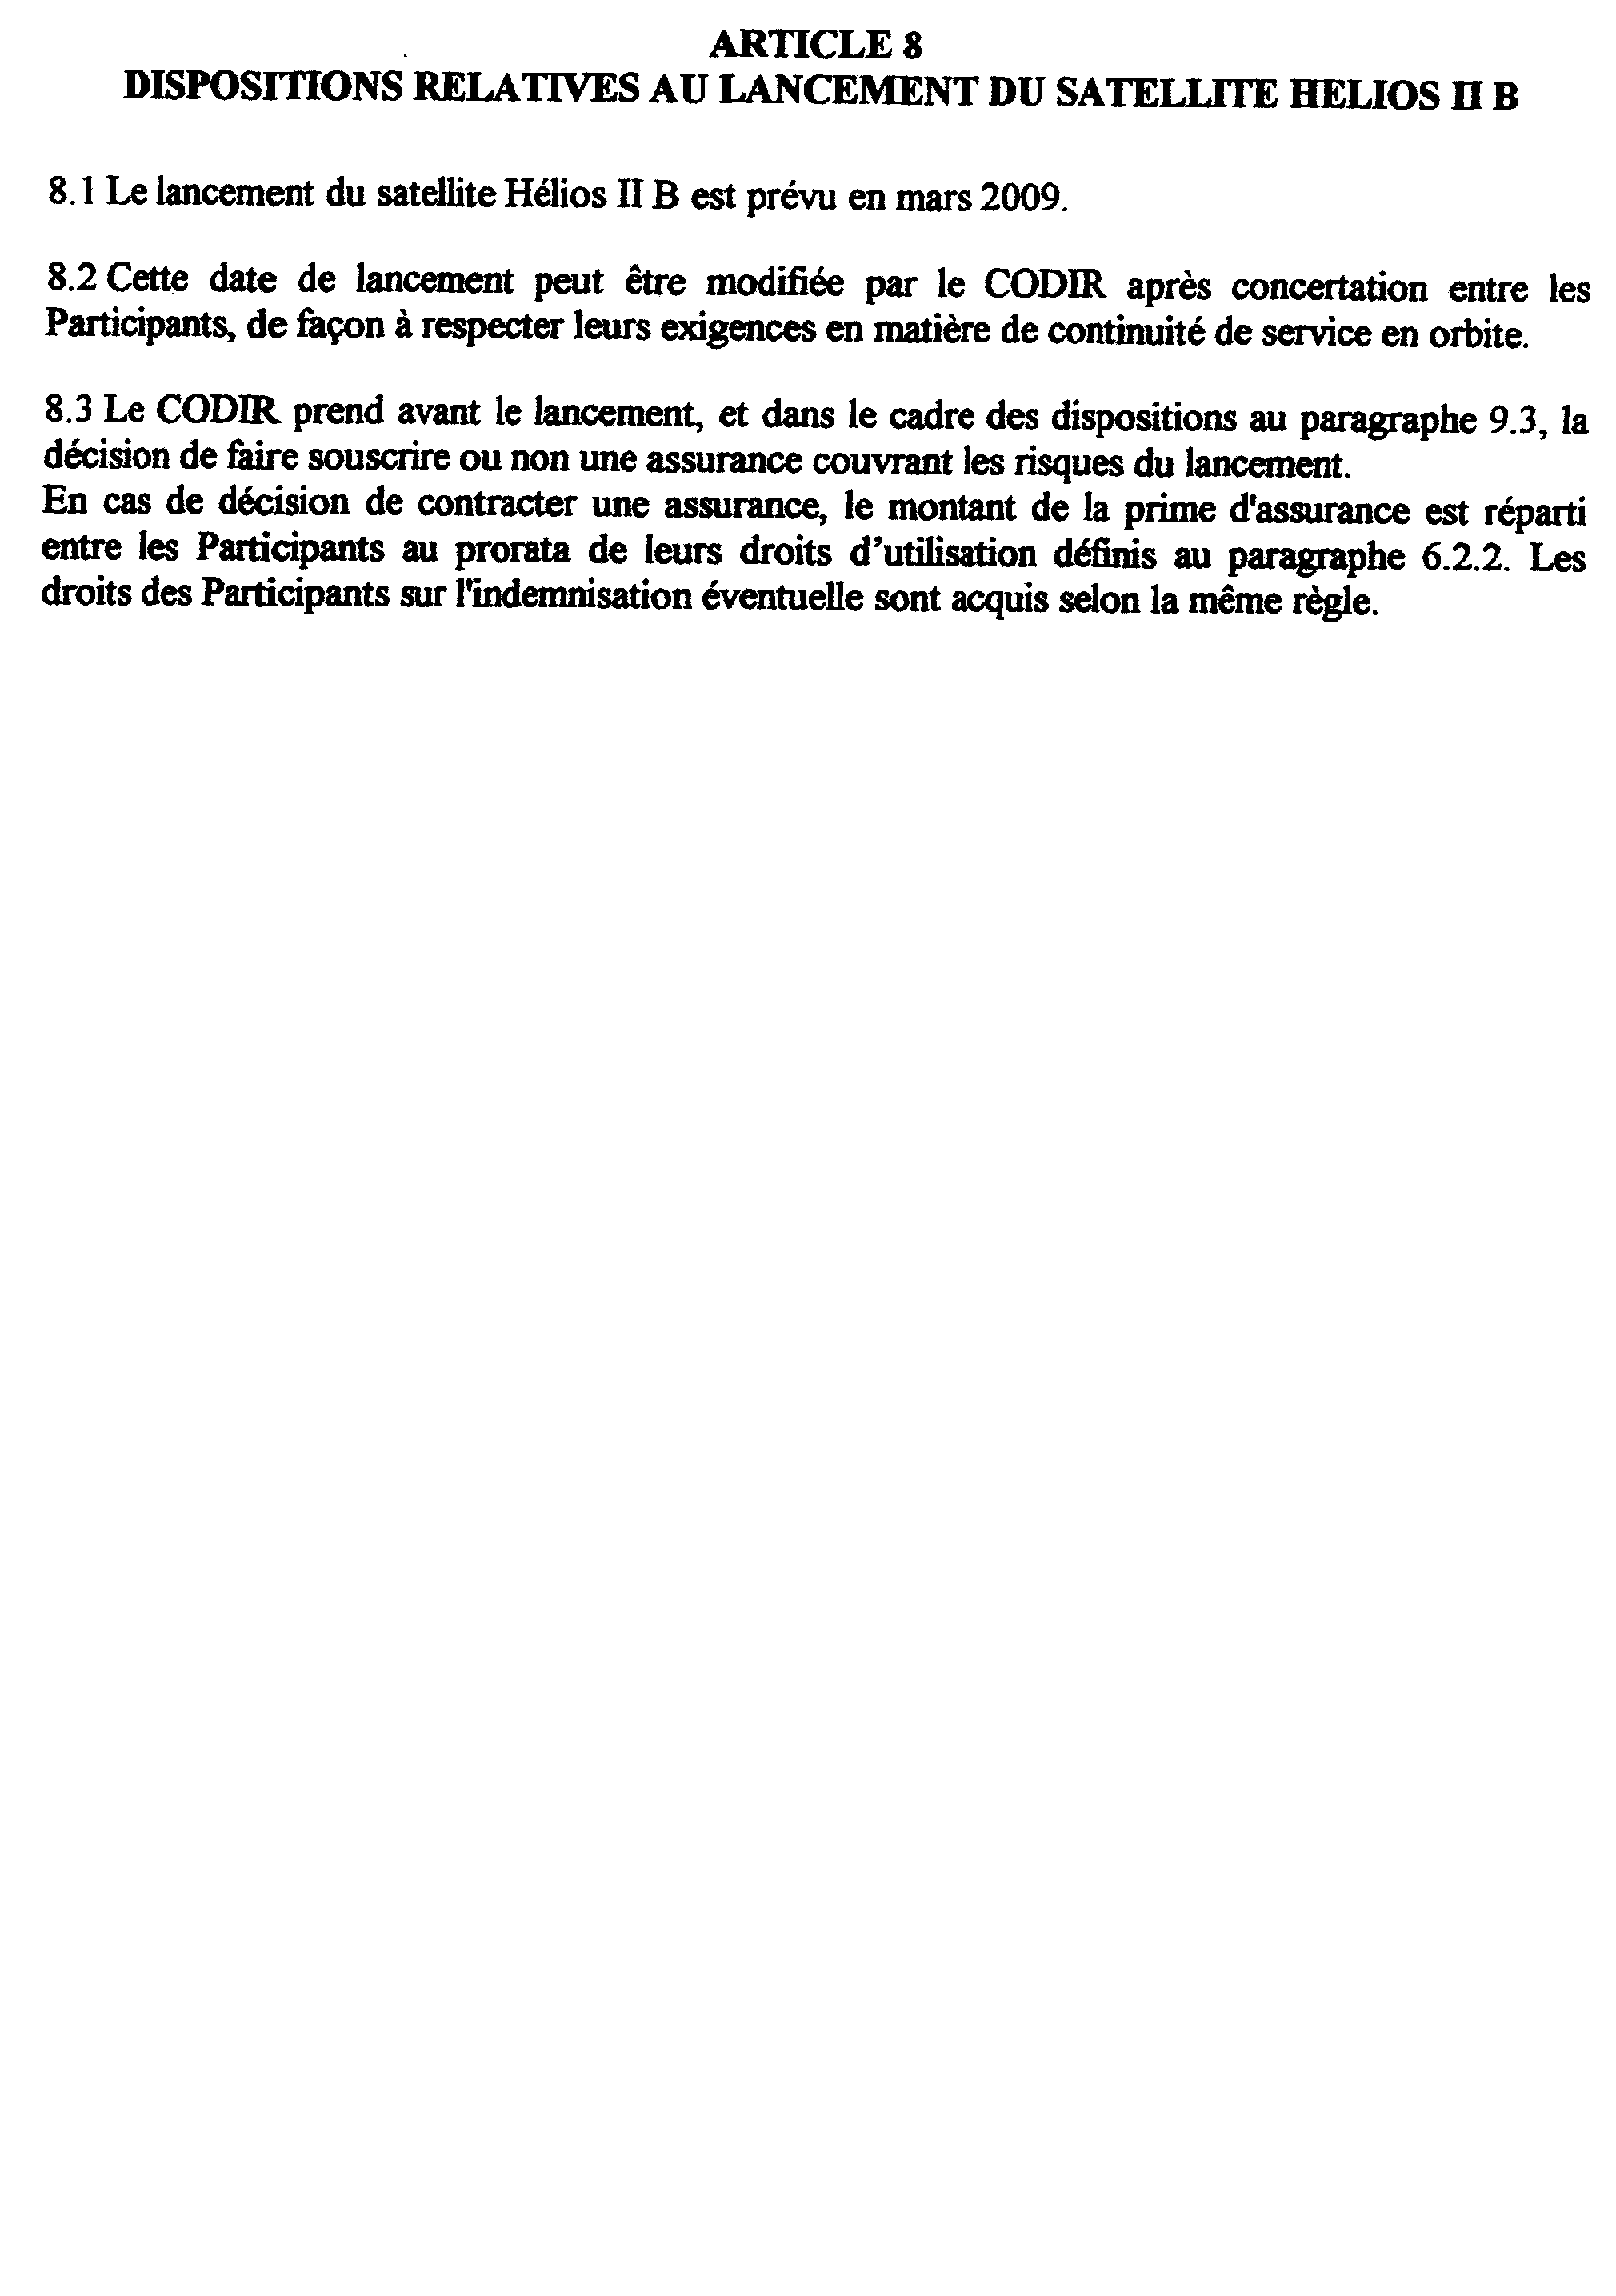 ARTICLE 8
DISPOSITIONS RELATIVES AU LANCEMENT DU SATELLITE HELIOS II B
8.1 Le lancement du satellite Hélios II B est prévu en mars 2009.
8.2 Cette date de lancement peut être modifiée par le CODIR après concertation entre les
Participants, de façon à respecter leurs exigences en matière de continuité de service en orbite.
8.3 Le CODIR prend avant le lancement, et dans le cadre des dispositions au paragraphe 9.3, la
décision de faire souscrire ou non une assurance couvrant les risques du lancement.
En cas de décision de contracter une assurance, le montant de la prime d'assurance est réparti
entre les Participants au prorata de leurs droits d’utilisation définis au paragraphe 6.2.2. Les
droits des Participants sur l'indemnisation éventuelle sont acquis selon la même règle.